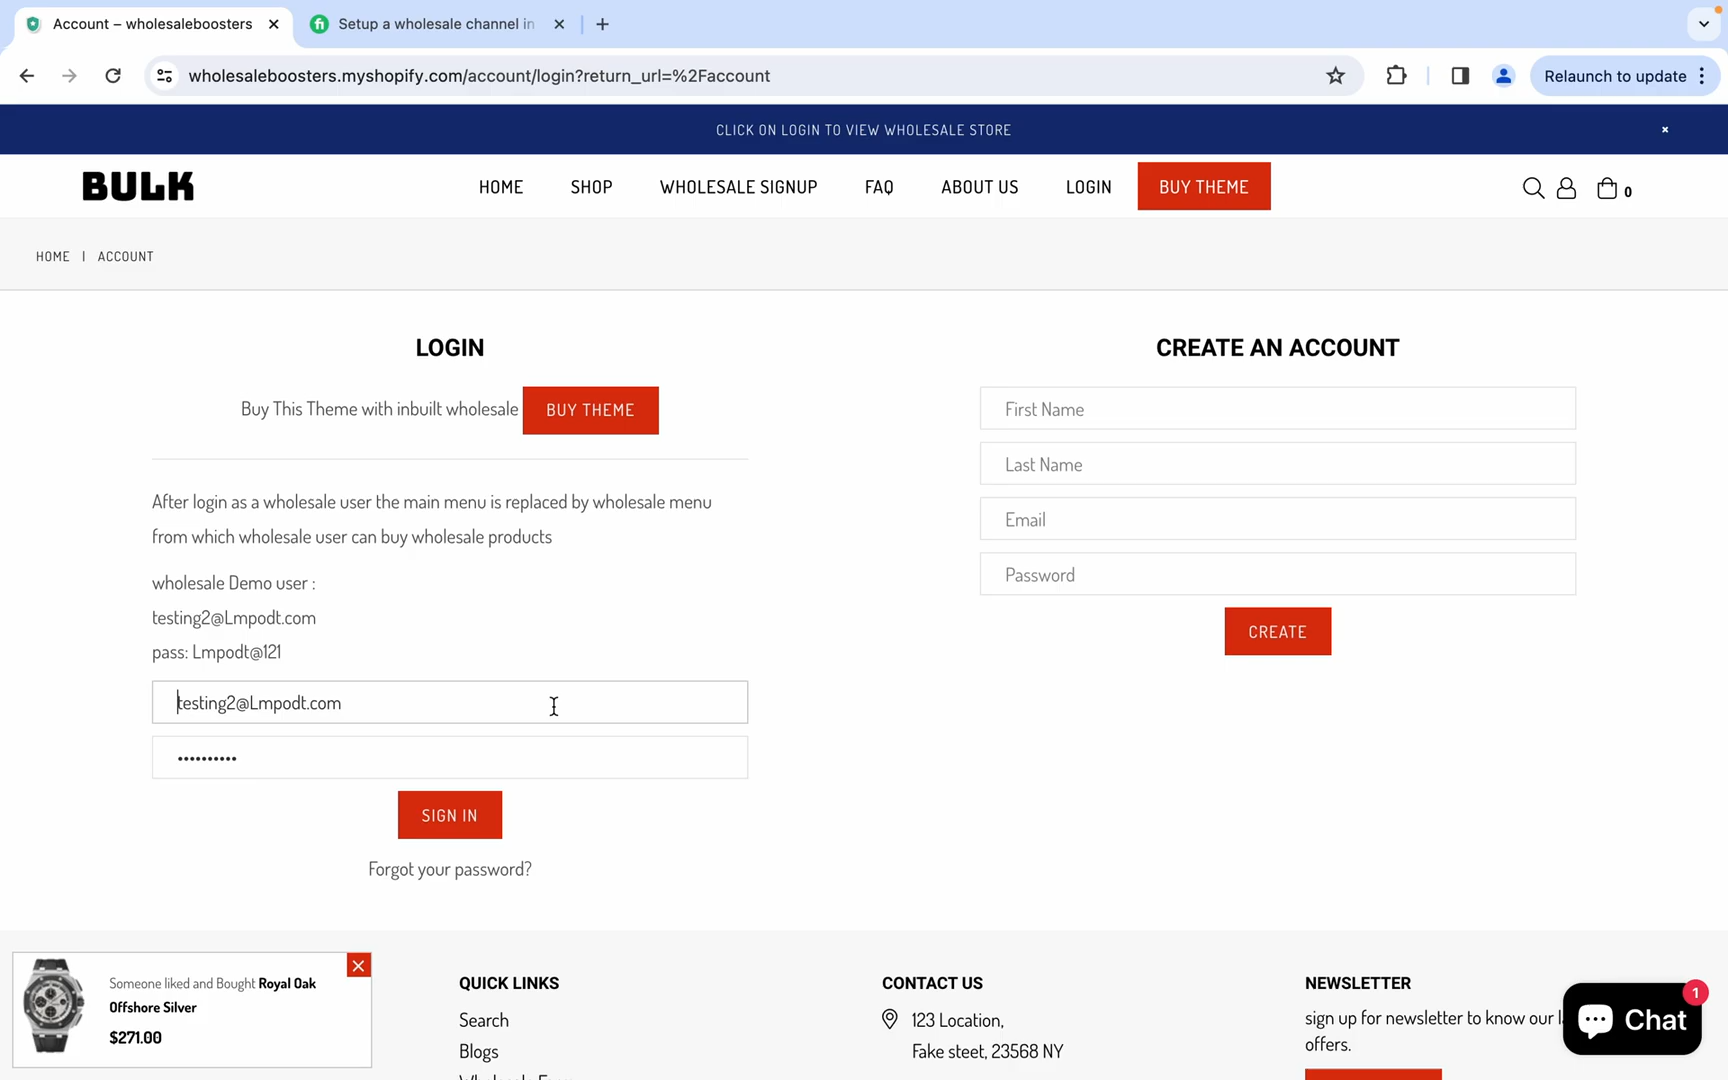 Account – wholesaleboosters
Setup a wholesale channel in
wholesaleboosters.myshopify.com/account/login?return_url=%2Faccount
Relaunch to update
CLICK ON LOGIN TO VIEW WHOLESALE STORE
BULK
HOME
SHOP
WHOLESALE SIGNUP
FAQ
ABOUT US
LOGIN
BUY THEME
0
HOME | ACCOUNT
LOGIN
Buy This Theme with inbuilt wholesale
BUY THEME
After login as a wholesale user the main menu is replaced by wholesale menu
from which wholesale user can buy wholesale products
wholesale Demo user :
testing2@Lmpodt.com
pass: Lmpodt@121
testing2@Lmpodt.com
••••••••••
SIGN IN
Forgot your password?
CREATE AN ACCOUNT
First Name
Last Name
Email
Password
CREATE
Someone liked and Bought Royal Oak
Offshore Silver
$271.00
QUICK LINKS
Search
Blogs
CONTACT US
123 Location,
Fake steet, 23568 NY
NEWSLETTER
sign up for newsletter to know our
offers.
Chat
1